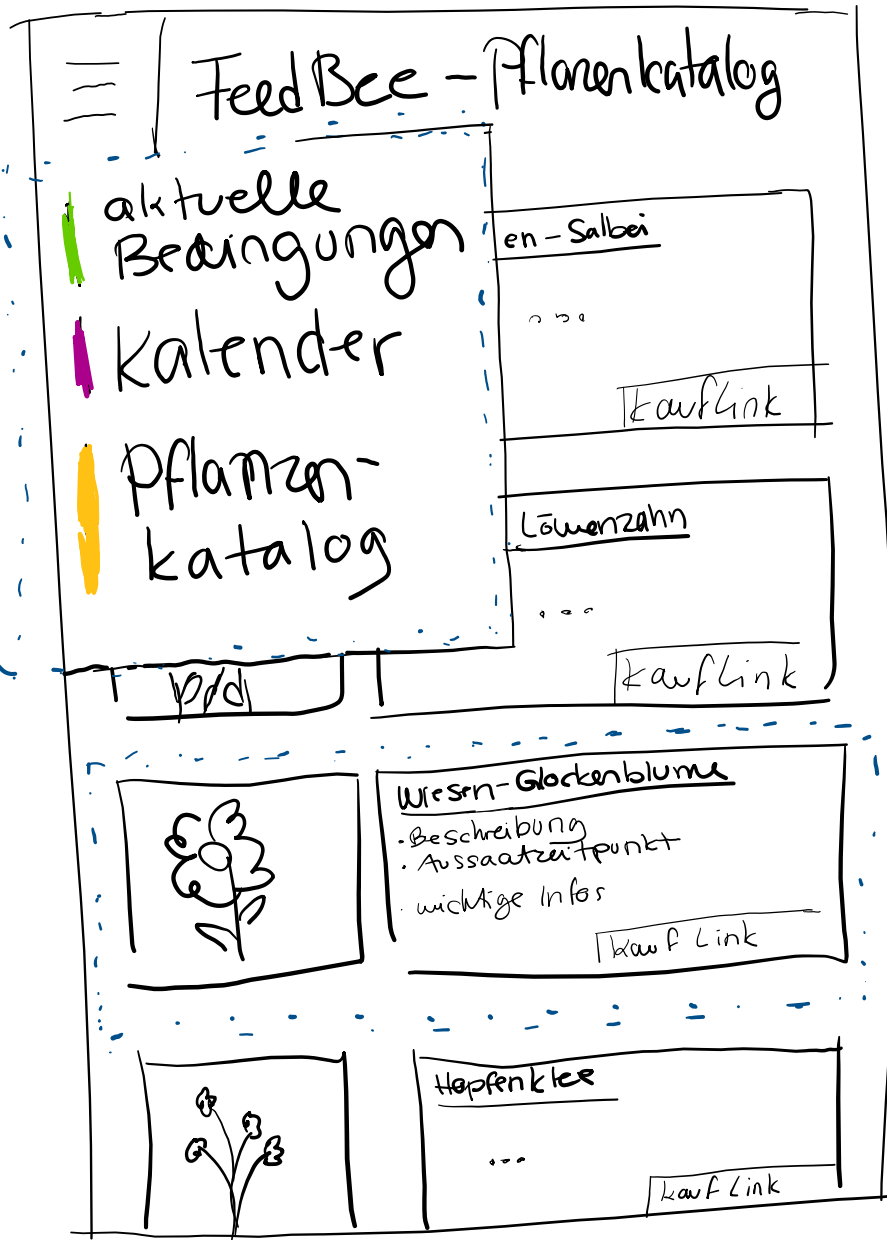 FeedBee - Pflanzenkatalog
aktuelle
Bedingungen
Kalender
Pflanzen-
katalog
en-Salbei
...
kauflink
Löwenzahn
...
kauflink
Wiesen-Glockenblume
• Beschreibung
• Aussaatzeitpunkt
• wichtige Infos
kauf Link
Hopfenklee
...
kauf Link